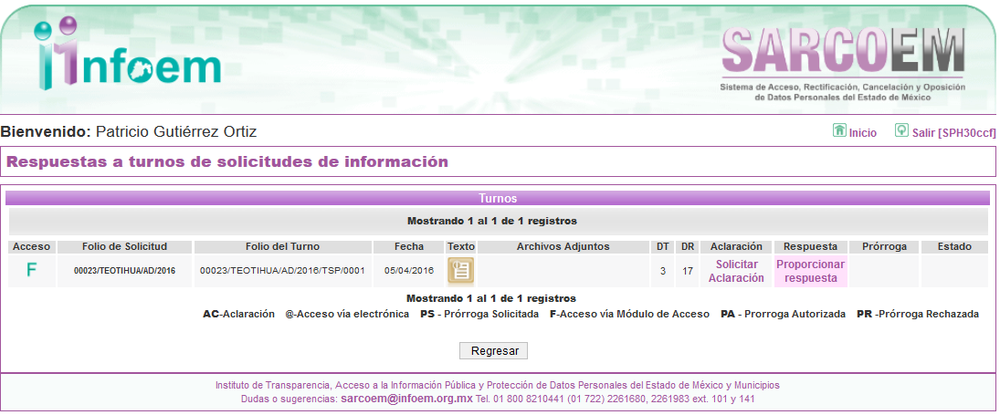 infoem
SARCOEM
Sistema de Acceso, Rectificación, Cancelación y Oposición
de Datos Personales del Estado de México
Bienvenido: Patricio Gutiérrez Ortiz
Inicio Salir [SPH30ccf]
Respuestas a turnos de solicitudes de información
Turnos
Mostrando 1 al 1 de 1 registros
Acceso Folio de Solicitud Folio del Turno Fecha Texto Archivos Adjuntos DT DR Aclaración Respuesta Prórroga Estado
F 00023/TEOTIHUA/AD/2016 00023/TEOTIHUA/AD/2016/TSP/0001 05/04/2016 3 17 Solicitar Aclaración Proporcionar respuesta
Mostrando 1 al 1 de 1 registros
AC-Aclaración @-Acceso vía electrónica PS - Prórroga Solicitada F-Acceso vía Módulo de Acceso PA - Prorroga Autorizada PR -Prórroga Rechazada
Regresar
Instituto de Transparencia, Acceso a la Información Pública y Protección de Datos Personales del Estado de México y Municipios
Dudas o sugerencias: sarcoem@infoem.org.mx Tel. 01 800 8210441 (01 722) 2261680, 2261983 ext. 101 y 141